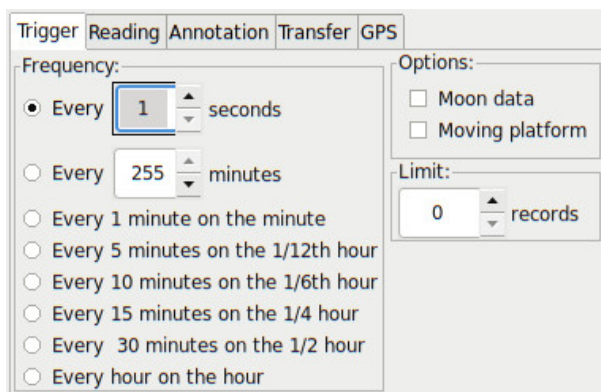 Trigger Reading Annotation Transfer GPS
Frequency:
Every 1 seconds
Every 255 minutes
Every 1 minute on the minute
Every 5 minutes on the 1/12th hour
Every 10 minutes on the 1/6th hour
Every 15 minutes on the 1/4 hour
Every 30 minutes on the 1/2 hour
Every hour on the hour
Options:
Moon data
Moving platform
Limit:
0 records